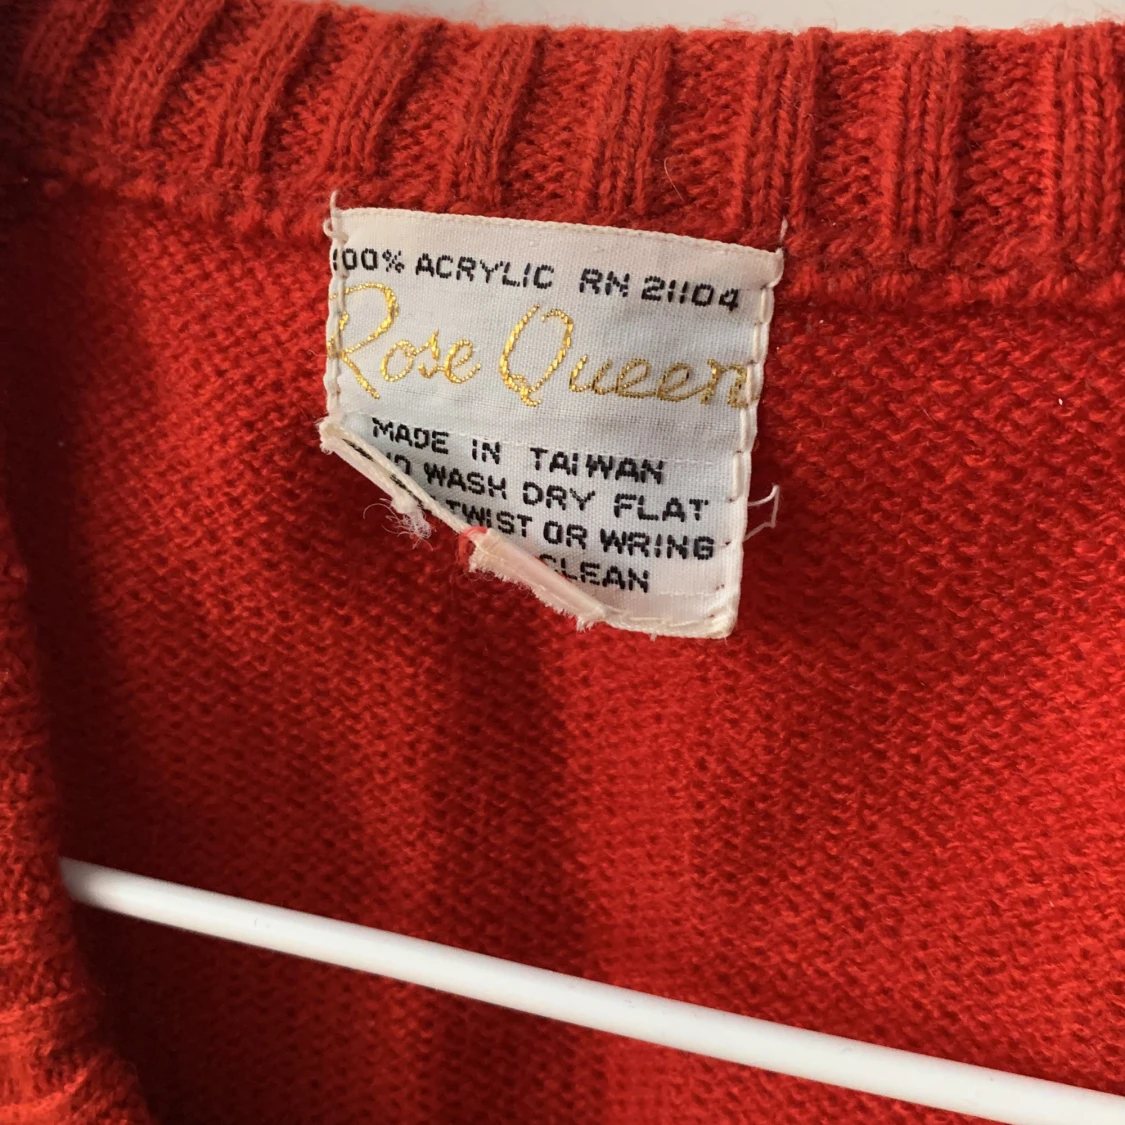 100% ACRYLIC RN 21104
Rose Queen
MADE IN TAIWAN
WASH DRY FLAT
TWIST OR WRING
CLEAN